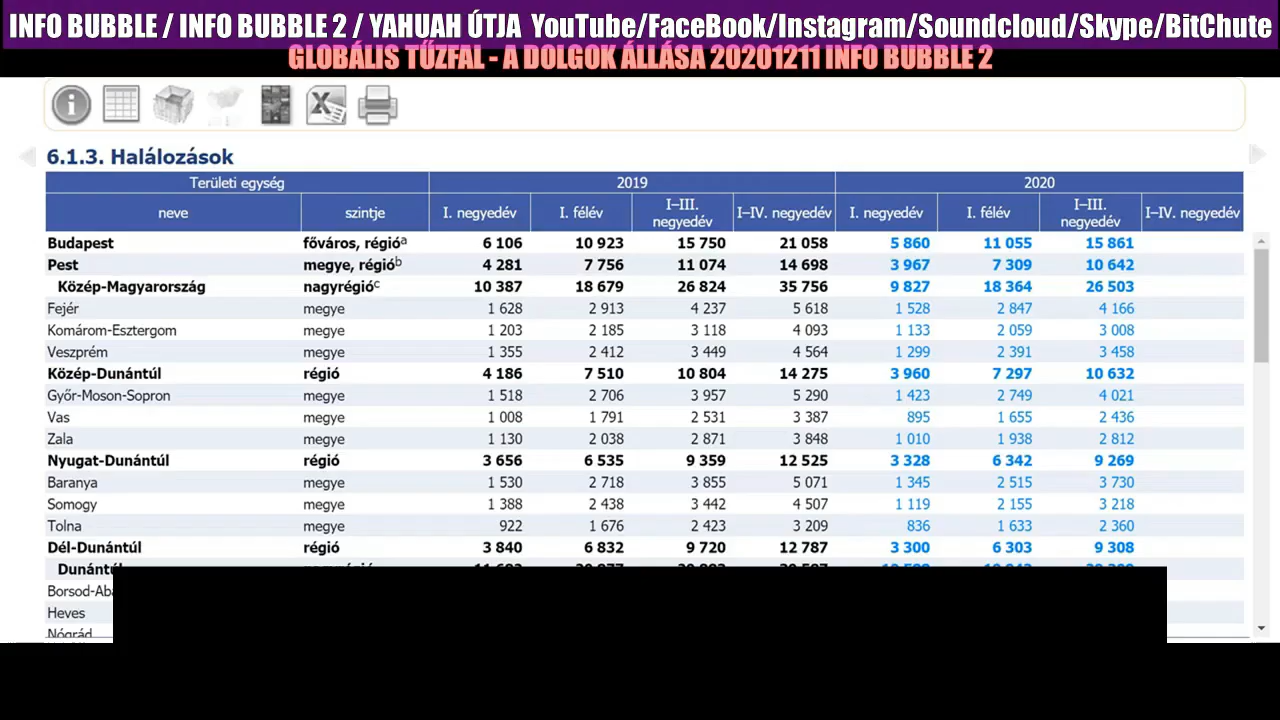 INFO BUBBLE / INFO BUBBLE 2 / YAHUAH ÚTJA YouTube/FaceBook/Instagram/Soundcloud/Skype/BitChute
GLOBÁLIS TŰZFAL - A DOLGOK ÁLLÁSA 20201211 INFO BUBBLE 2
6.1.3. Halálozások
Területi egység 2019 2020
neve szintje I. negyedév I. félév I–III. negyedév I–IV. negyedév I. negyedév I. félév I–III. negyedév I–IV. negyedév
Budapest főváros, régióa 6 106 10 923 15 750 21 058 5 860 11 055 15 861
Pest megye, régiób 4 281 7 756 11 074 14 698 3 967 7 309 10 642
Közép-Magyarország nagyrégióc 10 387 18 679 26 824 35 756 9 827 18 364 26 503
Fejér megye 1 628 2 913 4 237 5 618 1 528 2 847 4 166
Komárom-Esztergom megye 1 203 2 185 3 118 4 093 1 133 2 059 3 008
Veszprém megye 1 355 2 412 3 449 4 564 1 299 2 391 3 458
Közép-Dunántúl régió 4 186 7 510 10 804 14 275 3 960 7 297 10 632
Győr-Moson-Sopron megye 1 518 2 706 3 957 5 290 1 423 2 749 4 021
Vas megye 1 008 1 791 2 531 3 387 895 1 655 2 436
Zala megye 1 130 2 038 2 871 3 848 1 010 1 938 2 812
Nyugat-Dunántúl régió 3 656 6 535 9 359 12 525 3 328 6 342 9 269
Baranya megye 1 530 2 718 3 855 5 071 1 345 2 515 3 730
Somogy megye 1 388 2 438 3 442 4 507 1 119 2 155 3 218
Tolna megye 922 1 676 2 423 3 209 836 1 633 2 360
Dél-Dunántúl régió 3 840 6 832 9 720 12 787 3 300 6 303 9 308
Dunántúl
Heves
Nógrád